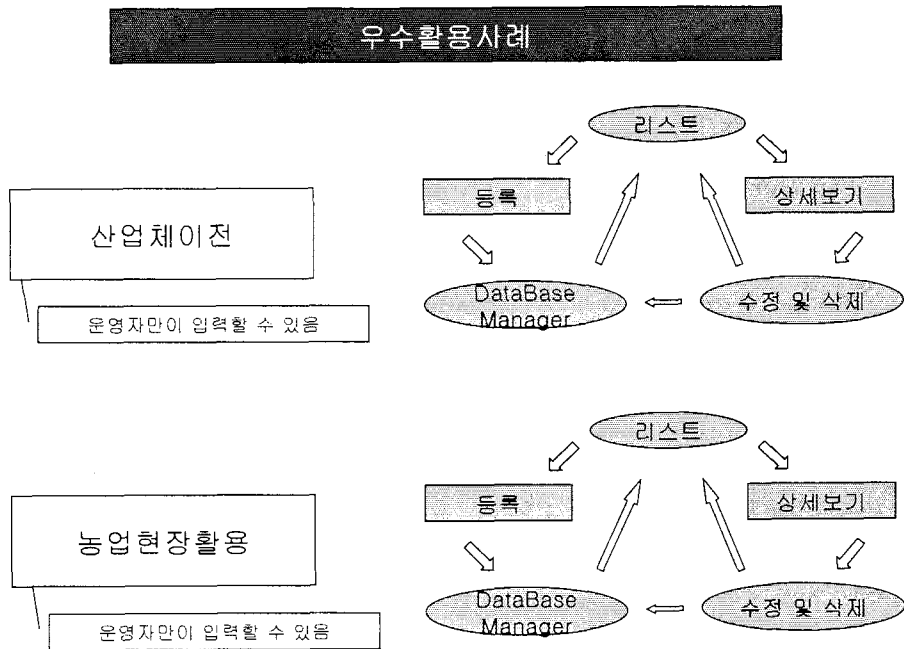 우수활용사례
리스트
등록
상세보기
산업체이전
DataBase
Manager
수정 및 삭제
운영자만이 입력할 수 있음
리스트
등록
상세보기
농업현장활용
DataBase
Manager
수정 및 삭제
운영자만이 입력할 수 있음